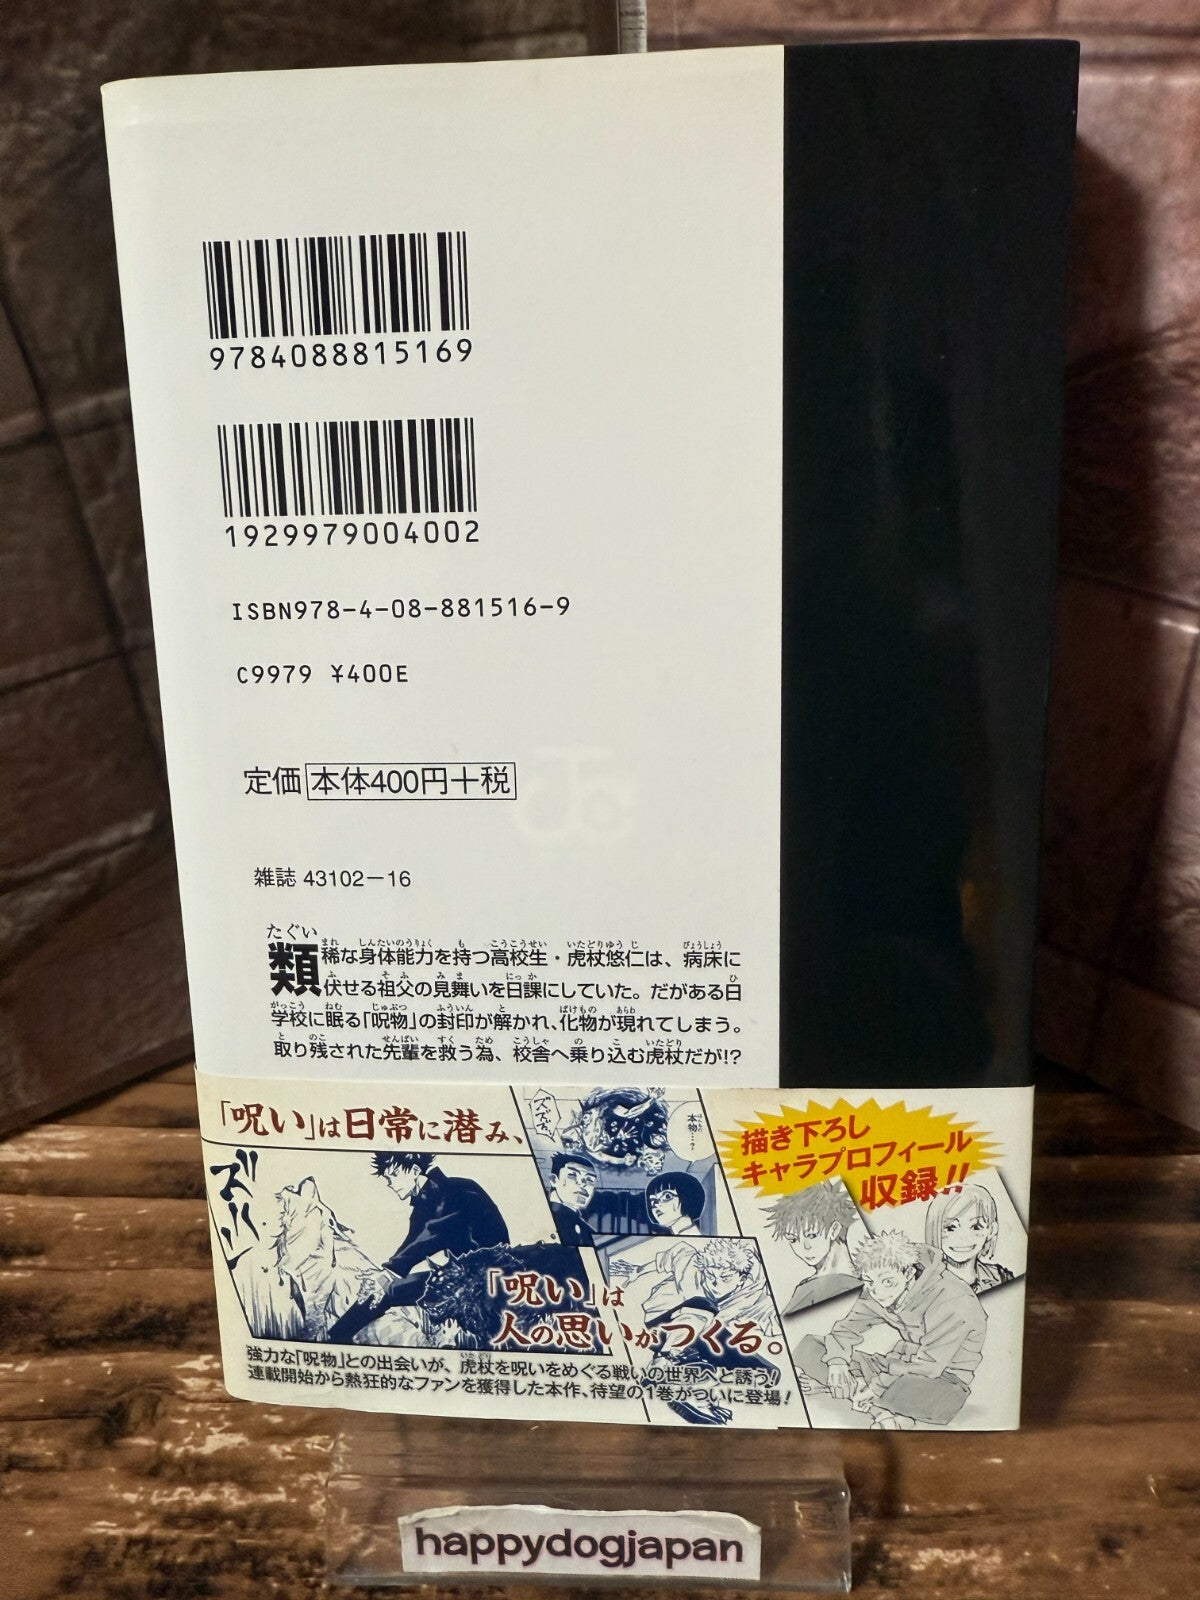 9784088815169
1929979004002
ISBN978-4-08-881516-9
C9979 ¥400E
定価 本体400円+税
雑誌 43102-16
類稀な身体能力を持つ高校生・虎杖悠仁は、病床に
伏せる祖父の見舞いを日課にしていた。だがある日
学校に眠る「呪物」の封印が解かれ、化物が現れてしまう。
取り残された先輩を救う為、校舎へ乗り込む虎杖だが!?
「呪い」は日常に潜み、
本物…?
描き下ろし
キャラプロフィール
収録!!
「呪い」は
人の思いがつくる。
強力な「呪物」との出会いが、虎杖を呪いをめぐる戦いの世界へと誘う!
連載開始から熱狂的なファンを獲得した本作、待望の1巻がついに登場!
happydogjapan